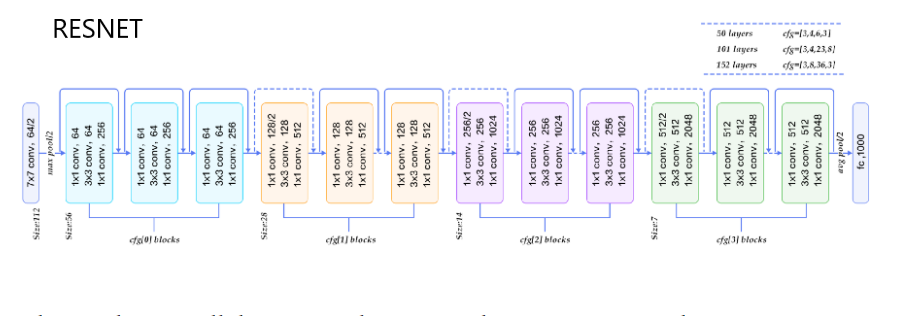 RESNET
50 layers cfg=[3,4,6,3]
101 layers cfg=[3,4,23,8]
152 layers cfg=[3,8,36,3]
7x7 conv, 64/2
max pool/2
1x1 conv, 64
3x3 conv, 64
1x1 conv, 256
1x1 conv, 64
3x3 conv, 64
1x1 conv, 256
1x1 conv, 64
3x3 conv, 64
1x1 conv, 256
1x1 conv, 128/2
3x3 conv, 128
1x1 conv, 512
1x1 conv, 128
3x3 conv, 128
1x1 conv, 512
1x1 conv, 128
3x3 conv, 128
1x1 conv, 512
1x1 conv, 256/2
3x3 conv, 256
1x1 conv, 1024
1x1 conv, 256
3x3 conv, 256
1x1 conv, 1024
1x1 conv, 256
3x3 conv, 256
1x1 conv, 1024
1x1 conv, 512/2
3x3 conv, 512
1x1 conv, 2048
1x1 conv, 512
3x3 conv, 512
1x1 conv, 2048
1x1 conv, 512
3x3 conv, 512
1x1 conv, 2048
avg pool/2
fc ,1000
Size:112
Size:56
cfg[0] blocks
Size:28
cfg[1] blocks
Size:14
cfg[2] blocks
Size:7
cfg[3] blocks